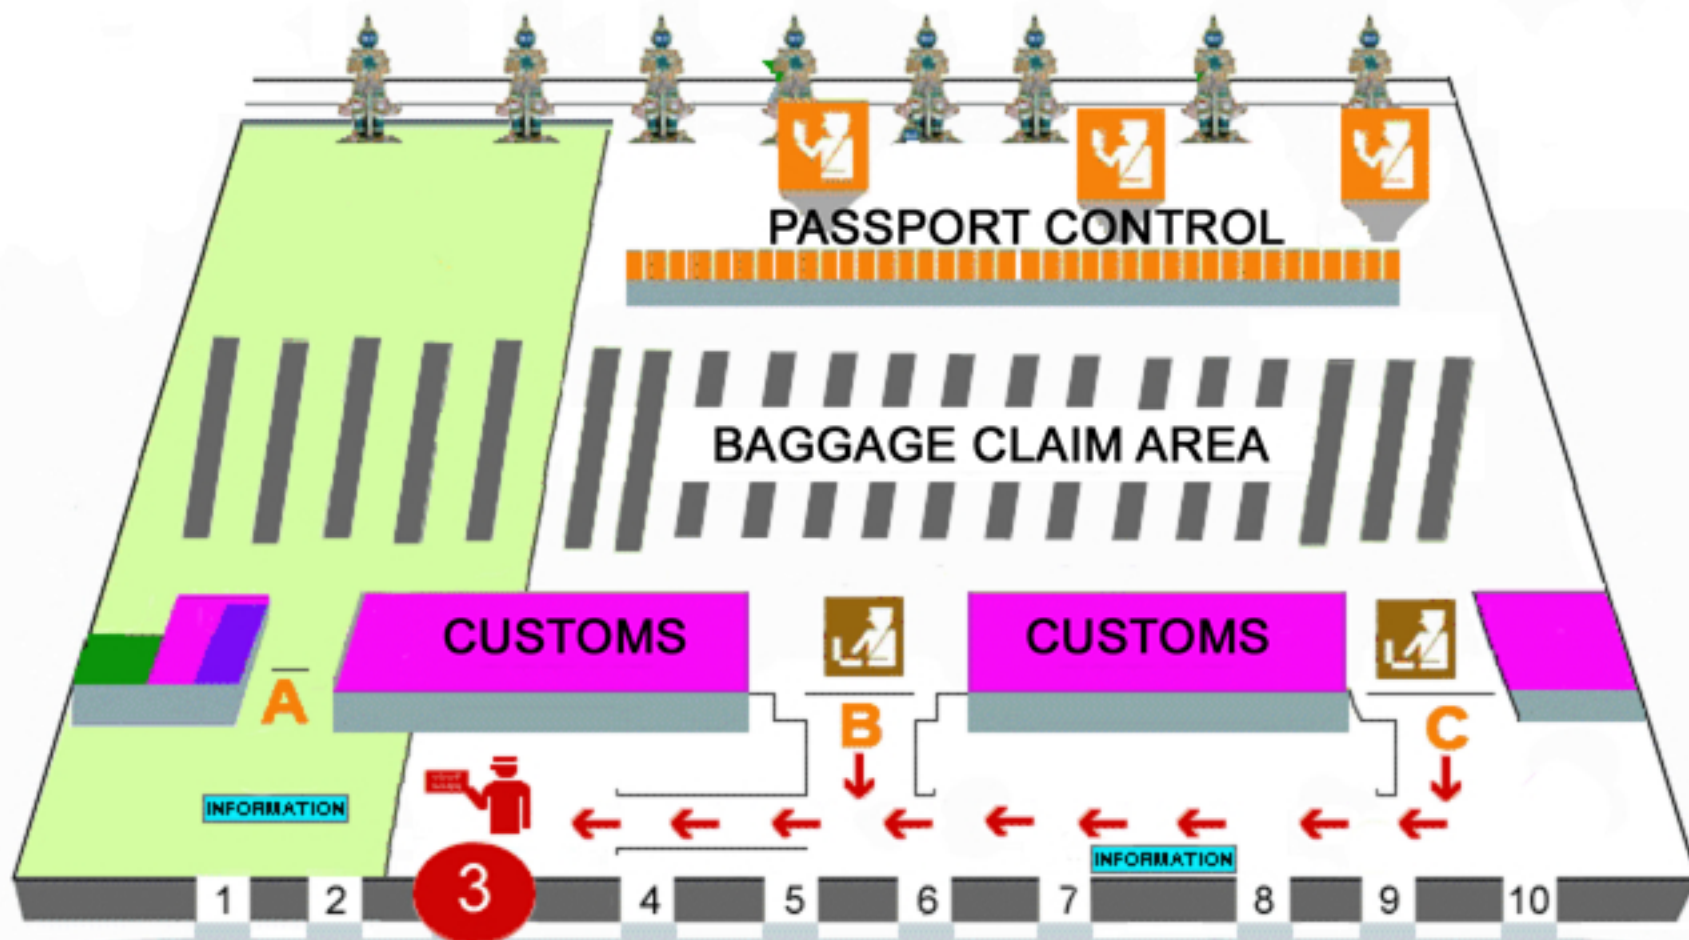 PASSPORT CONTROL
BAGGAGE CLAIM AREA
CUSTOMS CUSTOMS
A
B
C
INFORMATION
INFORMATION
1 2 3 4 5 6 7 8 9 10